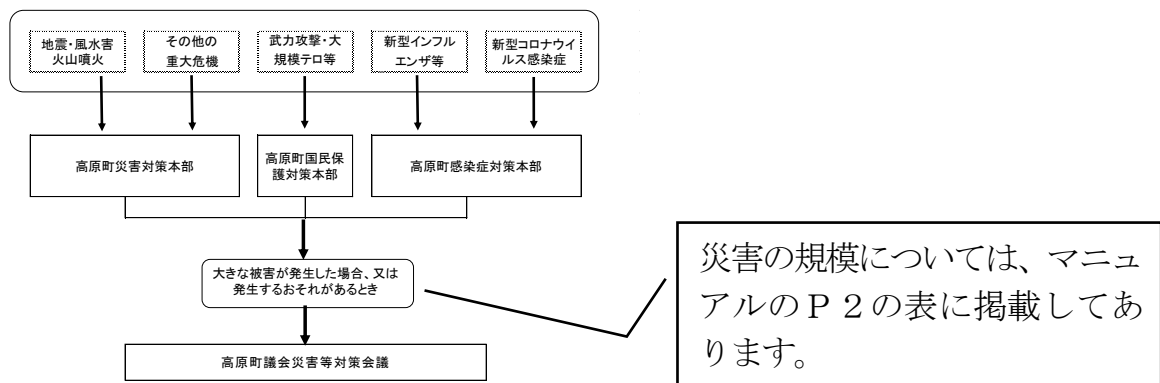 地震・風水害
火山噴火
その他の
重大危機
武力攻撃・大
規模テロ等
新型インフル
エンザ等
新型コロナウイ
ルス感染症
高原町災害対策本部
高原町国民保
護対策本部
高原町感染症対策本部
大きな被害が発生した場合、又は
発生するおそれがあるとき
高原町議会災害等対策会議
災害の規模については、マニュ
アルのP２の表に掲載してあ
ります。